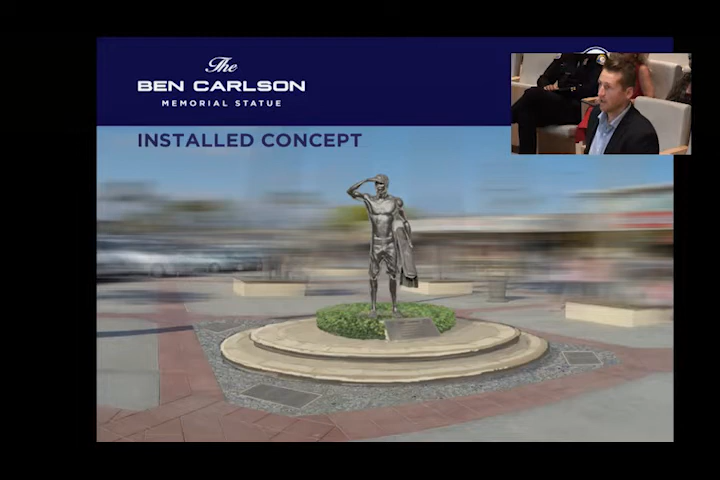 The
BEN CARLSON
MEMORIAL STATUE
INSTALLED CONCEPT